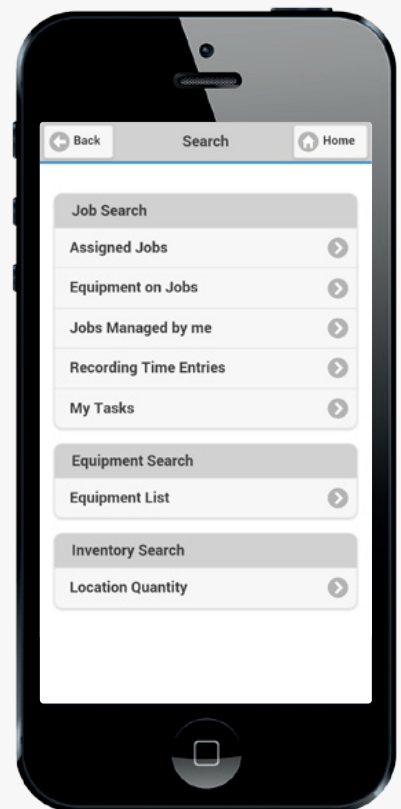 Back
Search
Home
Job Search
Assigned Jobs
Equipment on Jobs
Jobs Managed by me
Recording Time Entries
My Tasks
Equipment Search
Equipment List
Inventory Search
Location Quantity